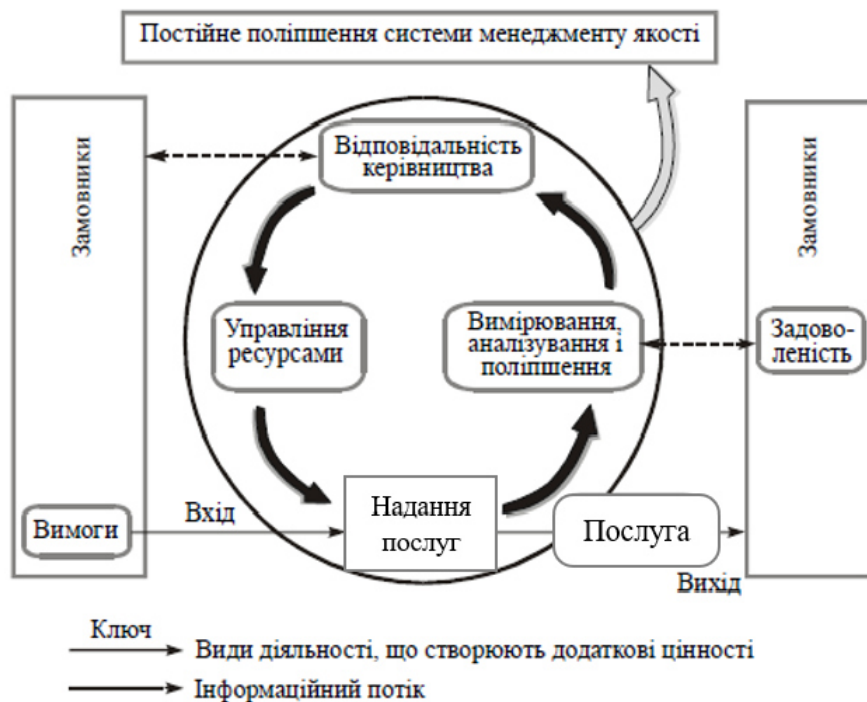 Постійне поліпшення системи менеджменту якості
Замовники
Відповідальність
керівництва
Замовники
Управління
ресурсами
Вимірювання,
аналізування і
поліпшення
Задово-
леність
Вимоги
Вхід
Надання
послуг
Послуга
Вихід
Ключ
Види діяльності, що створюють додаткові цінності
Інформаційний потік